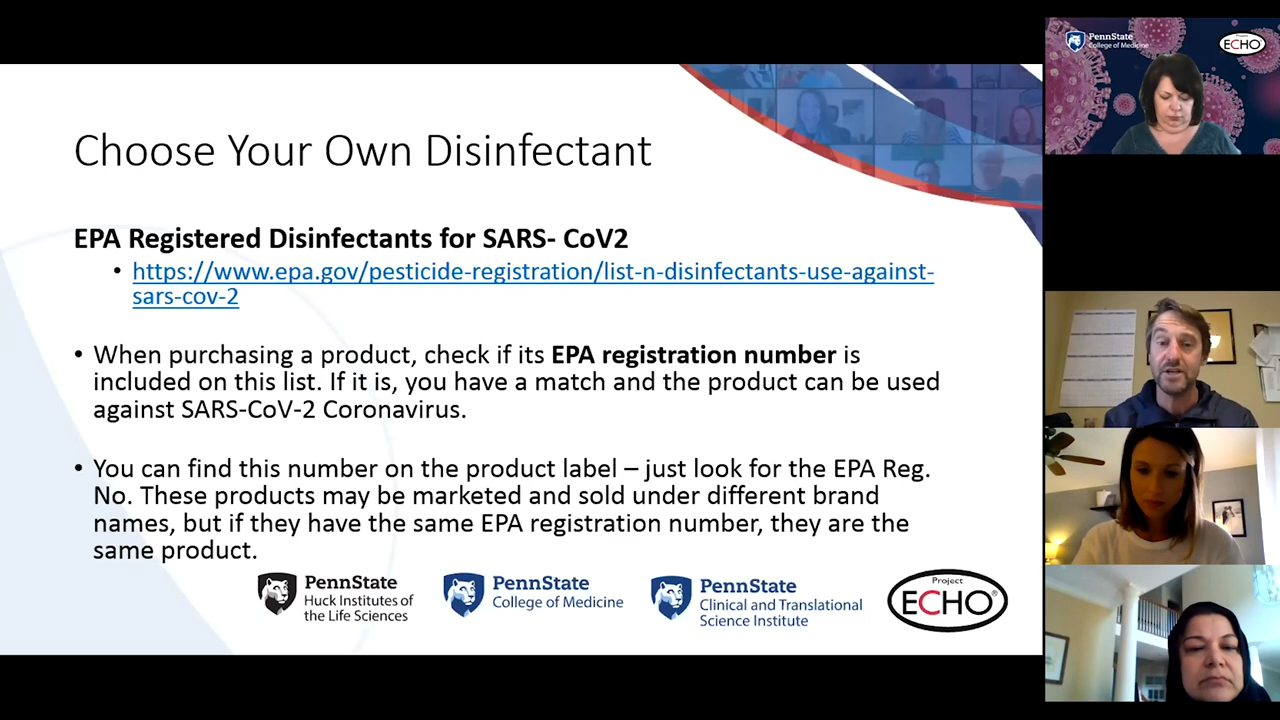 Choose Your Own Disinfectant
EPA Registered Disinfectants for SARS- CoV2
• https://www.epa.gov/pesticide-registration/list-n-disinfectants-use-against-
sars-cov-2
• When purchasing a product, check if its EPA registration number is
included on this list. If it is, you have a match and the product can be used
against SARS-CoV-2 Coronavirus.
• You can find this number on the product label – just look for the EPA Reg.
No. These products may be marketed and sold under different brand
names, but if they have the same EPA registration number, they are the
same product.
PennState
Huck Institutes of
the Life Sciences
PennState
College of Medicine
PennState
Clinical and Translational
Science Institute
Project
ECHO®
PennState
College of Medicine
Project
ECHO